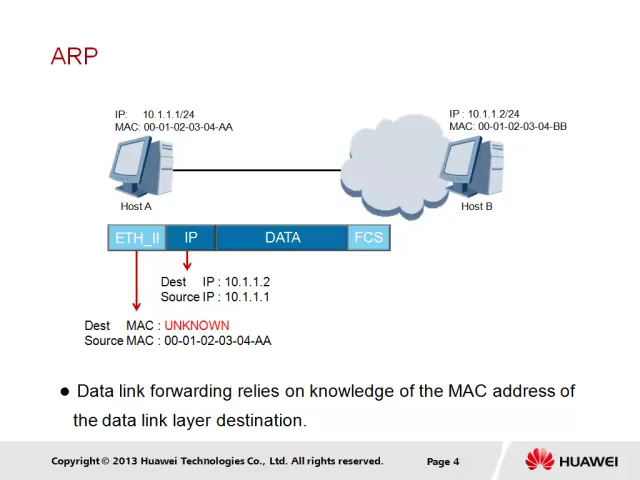 ARP
IP: 10.1.1.1/24
MAC: 00-01-02-03-04-AA
IP : 10.1.1.2/24
MAC: 00-01-02-03-04-BB
Host A
Host B
ETH_II IP DATA FCS
Dest IP : 10.1.1.2
Source IP : 10.1.1.1
Dest MAC : UNKNOWN
Source MAC : 00-01-02-03-04-AA
● Data link forwarding relies on knowledge of the MAC address of
the data link layer destination.
Copyright © 2013 Huawei Technologies Co., Ltd. All rights reserved.
Page 4
HUAWEI